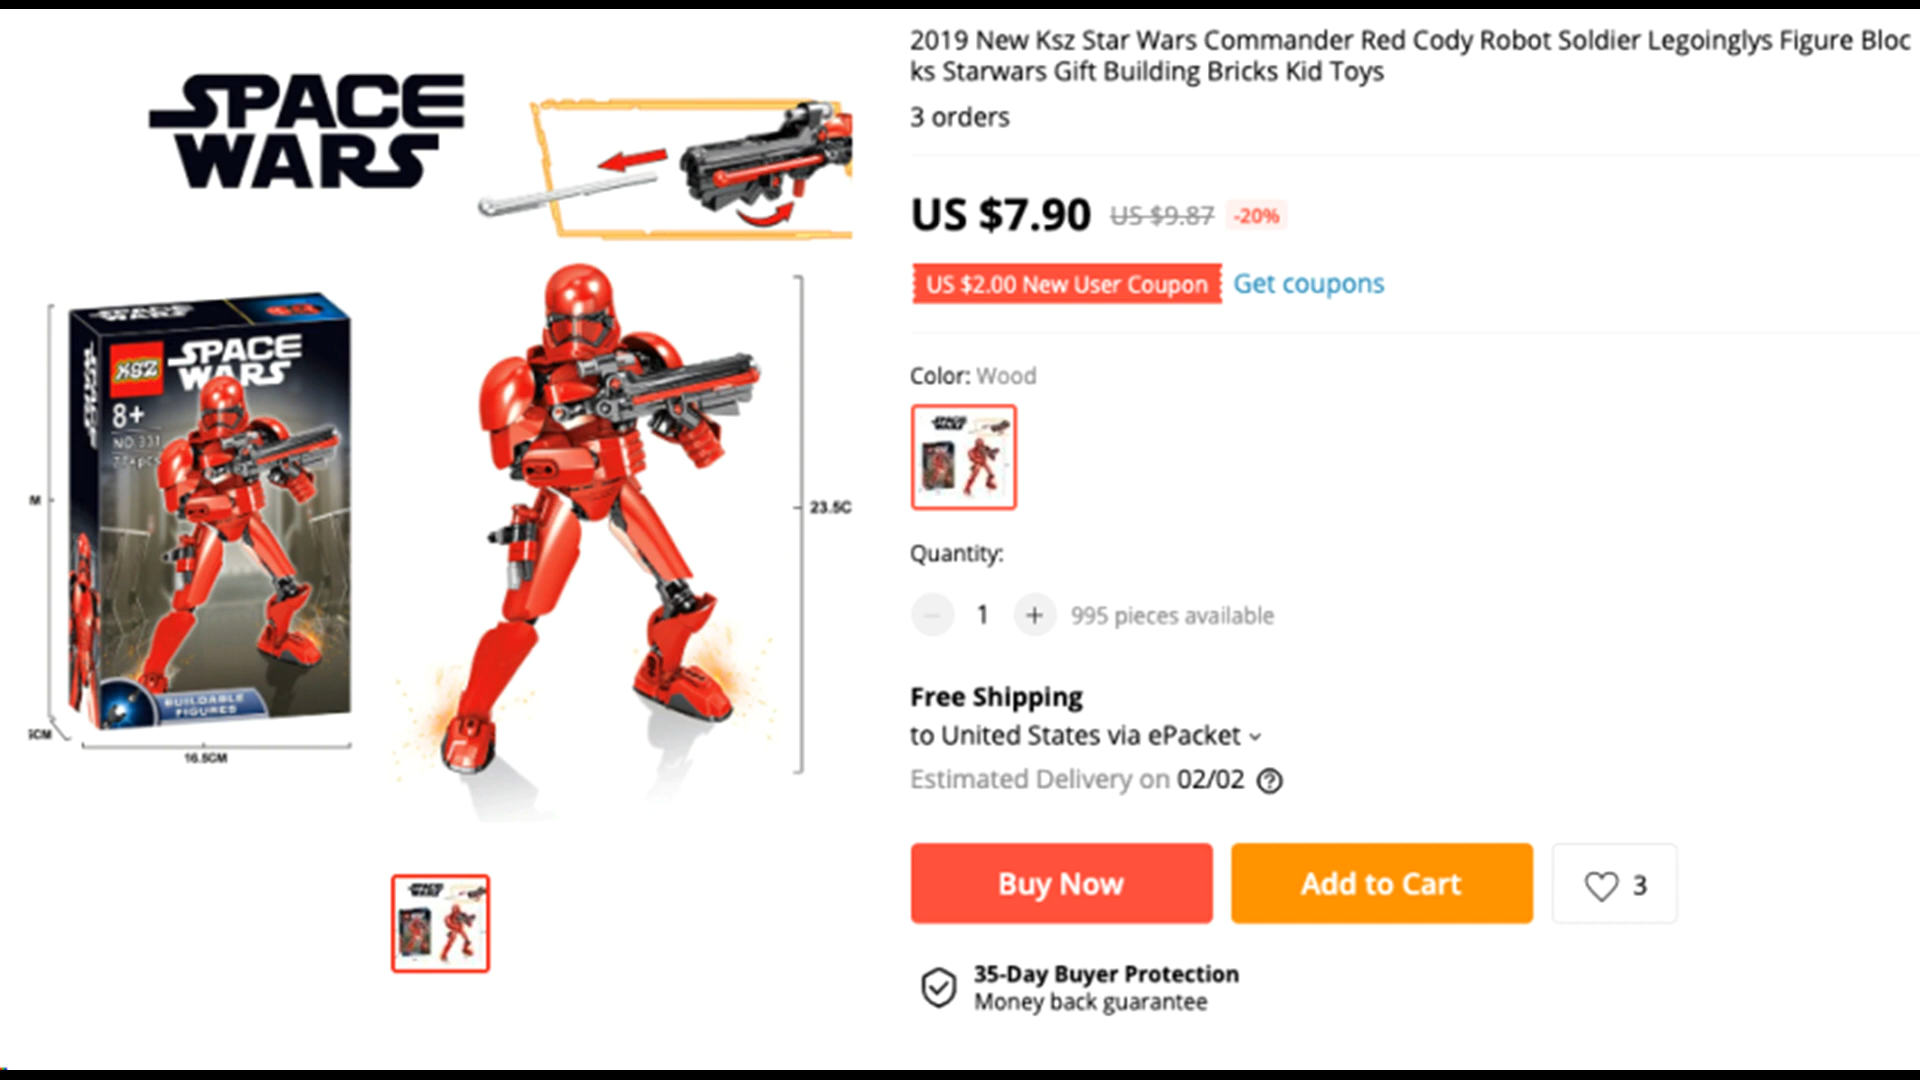 SPACE
WARS
SPACE
WARS
KSZ
8+
NO.331
BUILDABLE
FIGURES
16.5CM
23.5C
2019 New Ksz Star Wars Commander Red Cody Robot Soldier Legoinglys Figure Bloc
ks Starwars Gift Building Bricks Kid Toys
3 orders
US $7.90 US $9.87 -20%
US $2.00 New User Coupon Get coupons
Color: Wood
Quantity:
1 + 995 pieces available
Free Shipping
to United States via ePacket
Estimated Delivery on 02/02
Buy Now Add to Cart 3
35-Day Buyer Protection
Money back guarantee